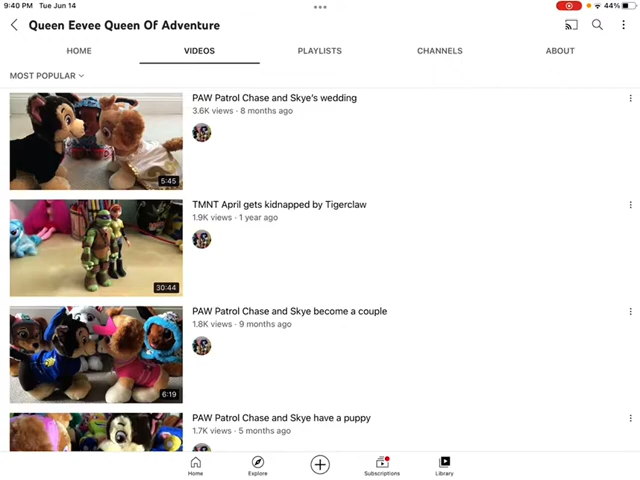 9:40 PM Tue Jun 14
44%
Queen Eevee Queen Of Adventure
HOME VIDEOS PLAYLISTS CHANNELS ABOUT
MOST POPULAR
PAW Patrol Chase and Skye's wedding
3.6K views · 8 months ago
5:45
TMNT April gets kidnapped by Tigerclaw
1.9K views · 1 year ago
30:44
PAW Patrol Chase and Skye become a couple
1.8K views · 9 months ago
6:19
PAW Patrol Chase and Skye have a puppy
1.7K views · 5 months ago
Home Explore Subscriptions Library